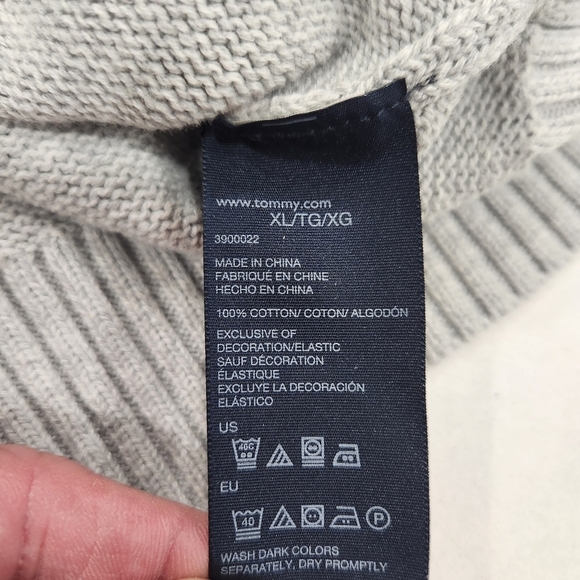 www.tommy.com
XL/TG/XG
3900022
MADE IN CHINA
FABRIQUÉ EN CHINE
HECHO EN CHINA
100% COTTON/ COTON/ ALGODÓN
EXCLUSIVE OF
DECORATION/ELASTIC
SAUF DÉCORATION
ÉLASTIQUE
EXCLUYE LA DECORACIÓN
ELÁSTICO
US
40C
EU
40 P
WASH DARK COLORS
SEPARATELY, DRY PROMPTLY